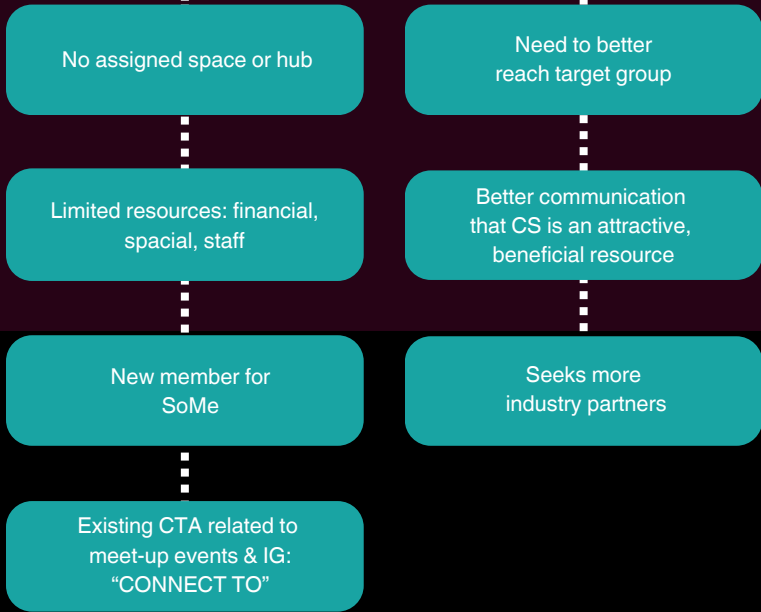 No assigned space or hub
Limited resources: financial,
spacial, staff
New member for
SoMe
Existing CTA related to
meet-up events & IG:
“CONNECT TO”
Need to better
reach target group
Better communication
that CS is an attractive,
beneficial resource
Seeks more
industry partners